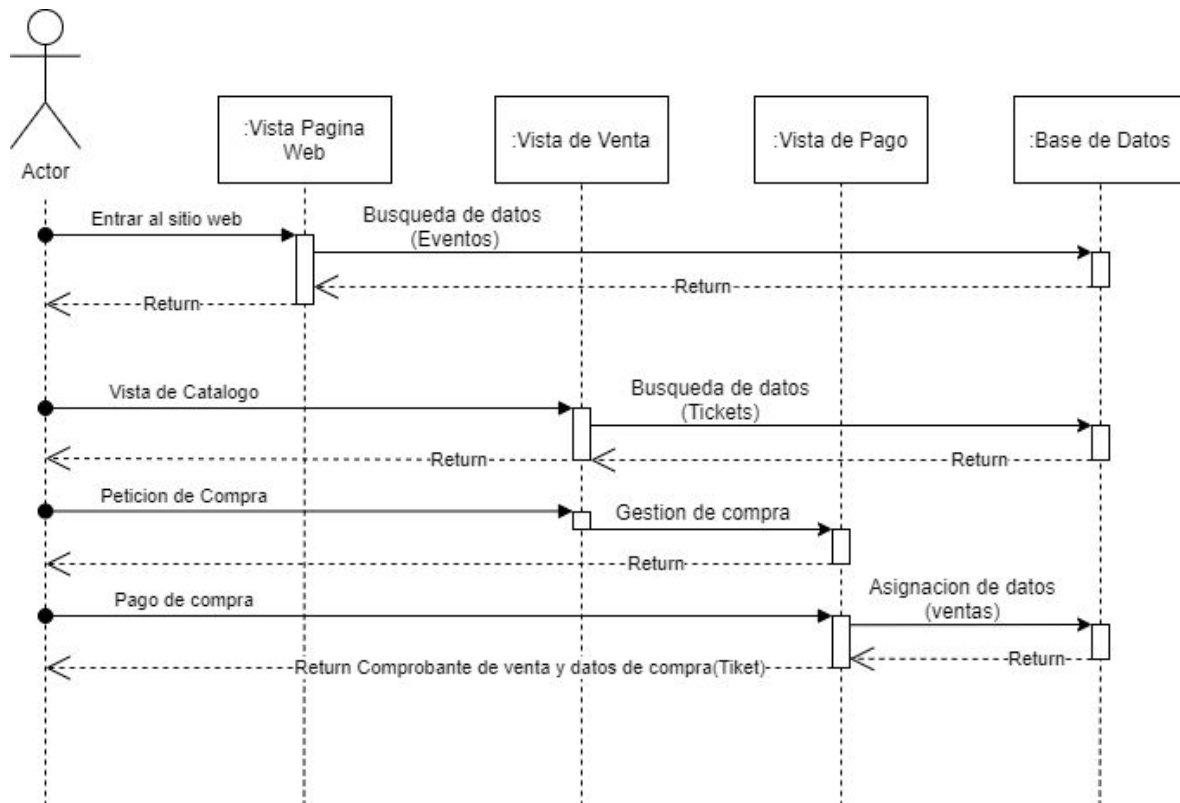 :Vista Pagina
Web
:Vista de Venta
:Vista de Pago
:Base de Datos
Actor
Entrar al sitio web
Busqueda de datos
(Eventos)
Return
Return
Vista de Catalogo
Busqueda de datos
(Tickets)
Return
Return
Peticion de Compra
Gestion de compra
Return
Pago de compra
Asignacion de datos
(ventas)
Return
Return Comprobante de venta y datos de compra(Tiket)